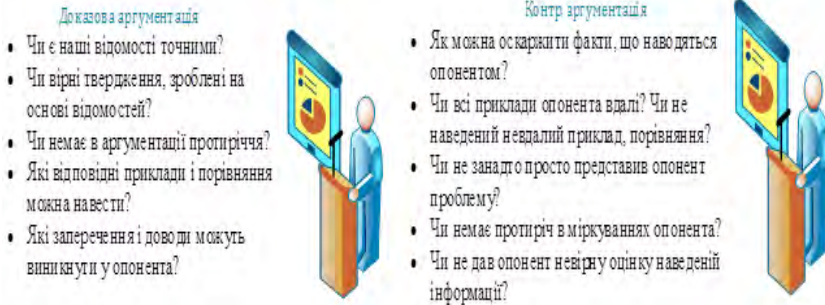 Доказова аргументація
• Чи є наші відомості точними?
• Чи вірні твердження, зроблені на
основі відомостей?
• Чи немає в аргументації протиріччя?
• Які відповідні приклади і порівняння
можна навести?
• Які заперечення і доводи можуть
виникнути у опонента?
Контр аргументація
• Як можна оскаржити факти, що наводяться
опонентом?
• Чи всі приклади опонента вдалі? Чи не
наведений невдалий приклад, порівняння?
• Чи не занадто просто представив опонент
проблему?
• Чи немає протиріч в міркуваннях опонента?
• Чи не дав опонент невірну оцінку наведеній
інформації?